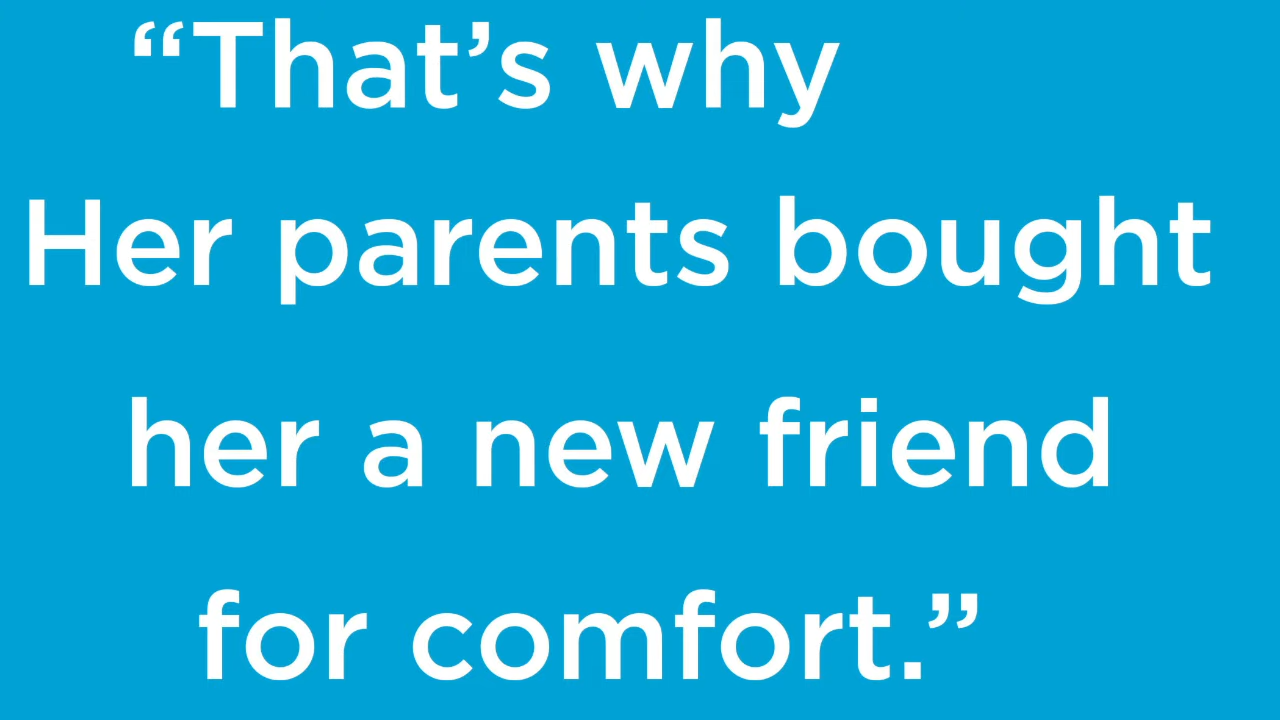 “That’s why
Her parents bought
her a new friend
for comfort.”